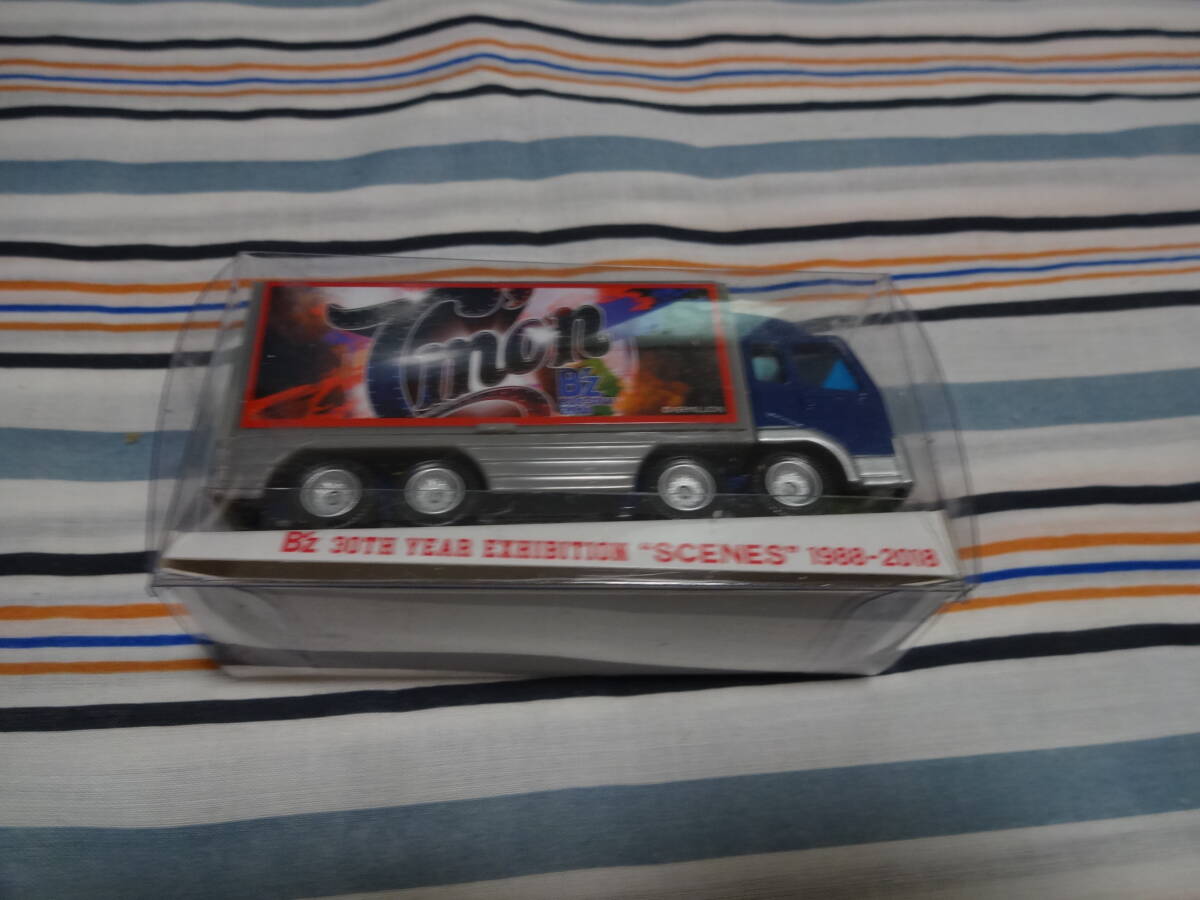 C'mon
B'z
B'z 30TH YEAR EXHIBITION "SCENES" 1988-2018